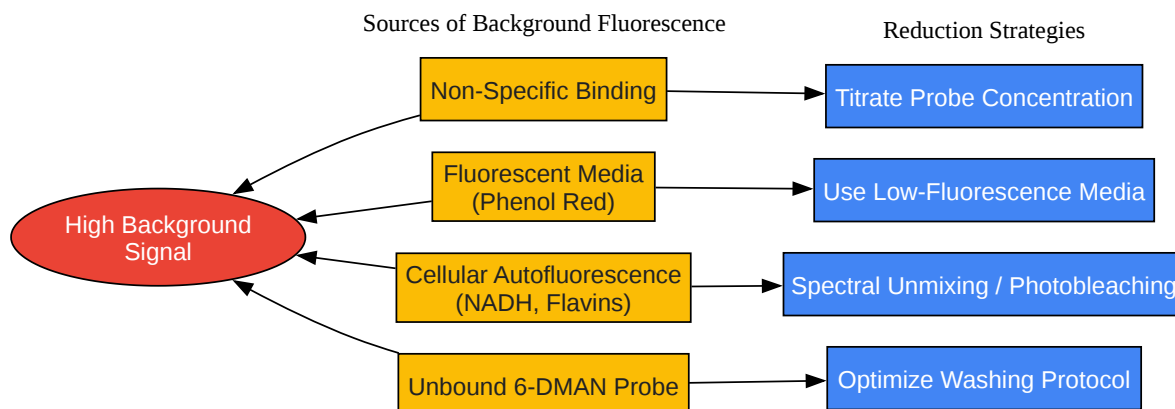 Sources of Background Fluorescence
Reduction Strategies
Non-Specific Binding
Titrate Probe Concentration
Fluorescent Media
(Phenol Red)
Use Low-Fluorescence Media
High Background
Signal
Cellular Autofluorescence
(NADH, Flavins)
Spectral Unmixing / Photobleaching
Unbound 6-DMAN Probe
Optimize Washing Protocol